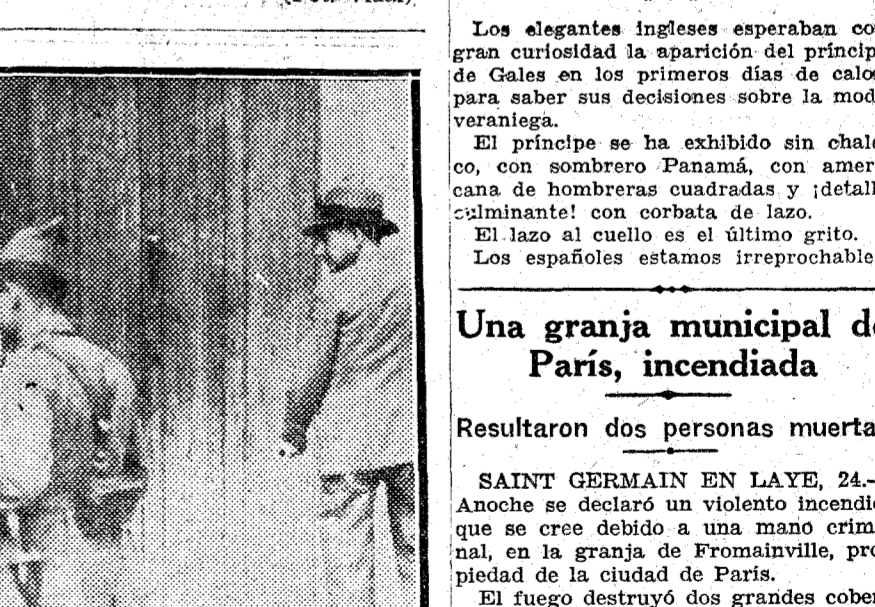 Los elegantes ingleses esperaban co
gran curiosidad la aparición del príncip
de Gales en los primeros días de calo
para saber sus decisiones sobre la mod
veraniega.
El príncipe se ha exhibido sin chale
co, con sombrero Panamá, con amer
cana de hombreras cuadradas y ¡detall
culminante! con corbata de lazo.
El lazo al cuello es el último grito.
Los españoles estamos irreprochable
Una granja municipal de
París, incendiada
Resultaron dos personas muerta
SAINT GERMAIN EN LAYE, 24.-
Anoche se declaró un violento incendio
que se cree debido a una mano crim
nal, en la granja de Fromainville, pro
piedad de la ciudad de París.
El fuego destruyó dos grandes cober